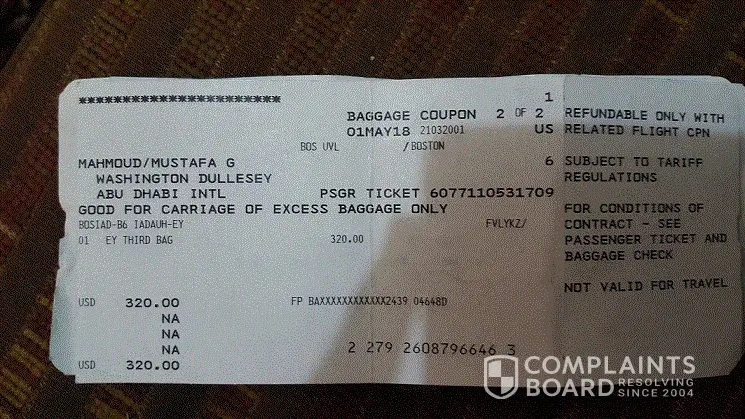 ********************
1
BAGGAGE COUPON 2 OF 2
01MAY18 21032001 US
BOS UVL /BOSTON
MAHMOUD/MUSTAFA G 6
WASHINGTON DULLESEY
ABU DHABI INTL PSGR TICKET 6077110531709
GOOD FOR CARRIAGE OF EXCESS BAGGAGE ONLY
BOSIAD-B6 IADAUH-EY FVLYKZ/
01 EY THIRD BAG 320.00
USD 320.00 FP BAXXXXXXXXXXXX2439 04648D
NA
NA
NA 2 279 2608796646 3
USD 320.00
REFUNDABLE ONLY WITH
RELATED FLIGHT CPN
SUBJECT TO TARIFF
REGULATIONS
FOR CONDITIONS OF
CONTRACT - SEE
PASSENGER TICKET AND
BAGGAGE CHECK
NOT VALID FOR TRAVEL
COMPLAINTS
BOARD RESOLVING
SINCE 2004